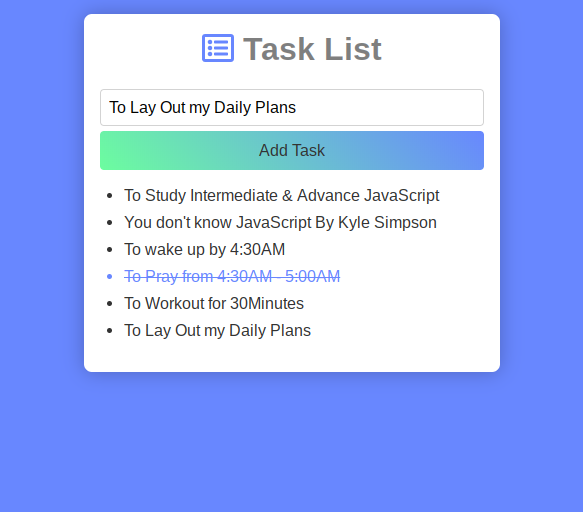 Task List
To Lay Out my Daily Plans
Add Task
To Study Intermediate & Advance JavaScript
You don't know JavaScript By Kyle Simpson
To wake up by 4:30AM
To Pray from 4:30AM - 5:00AM
To Workout for 30Minutes
To Lay Out my Daily Plans